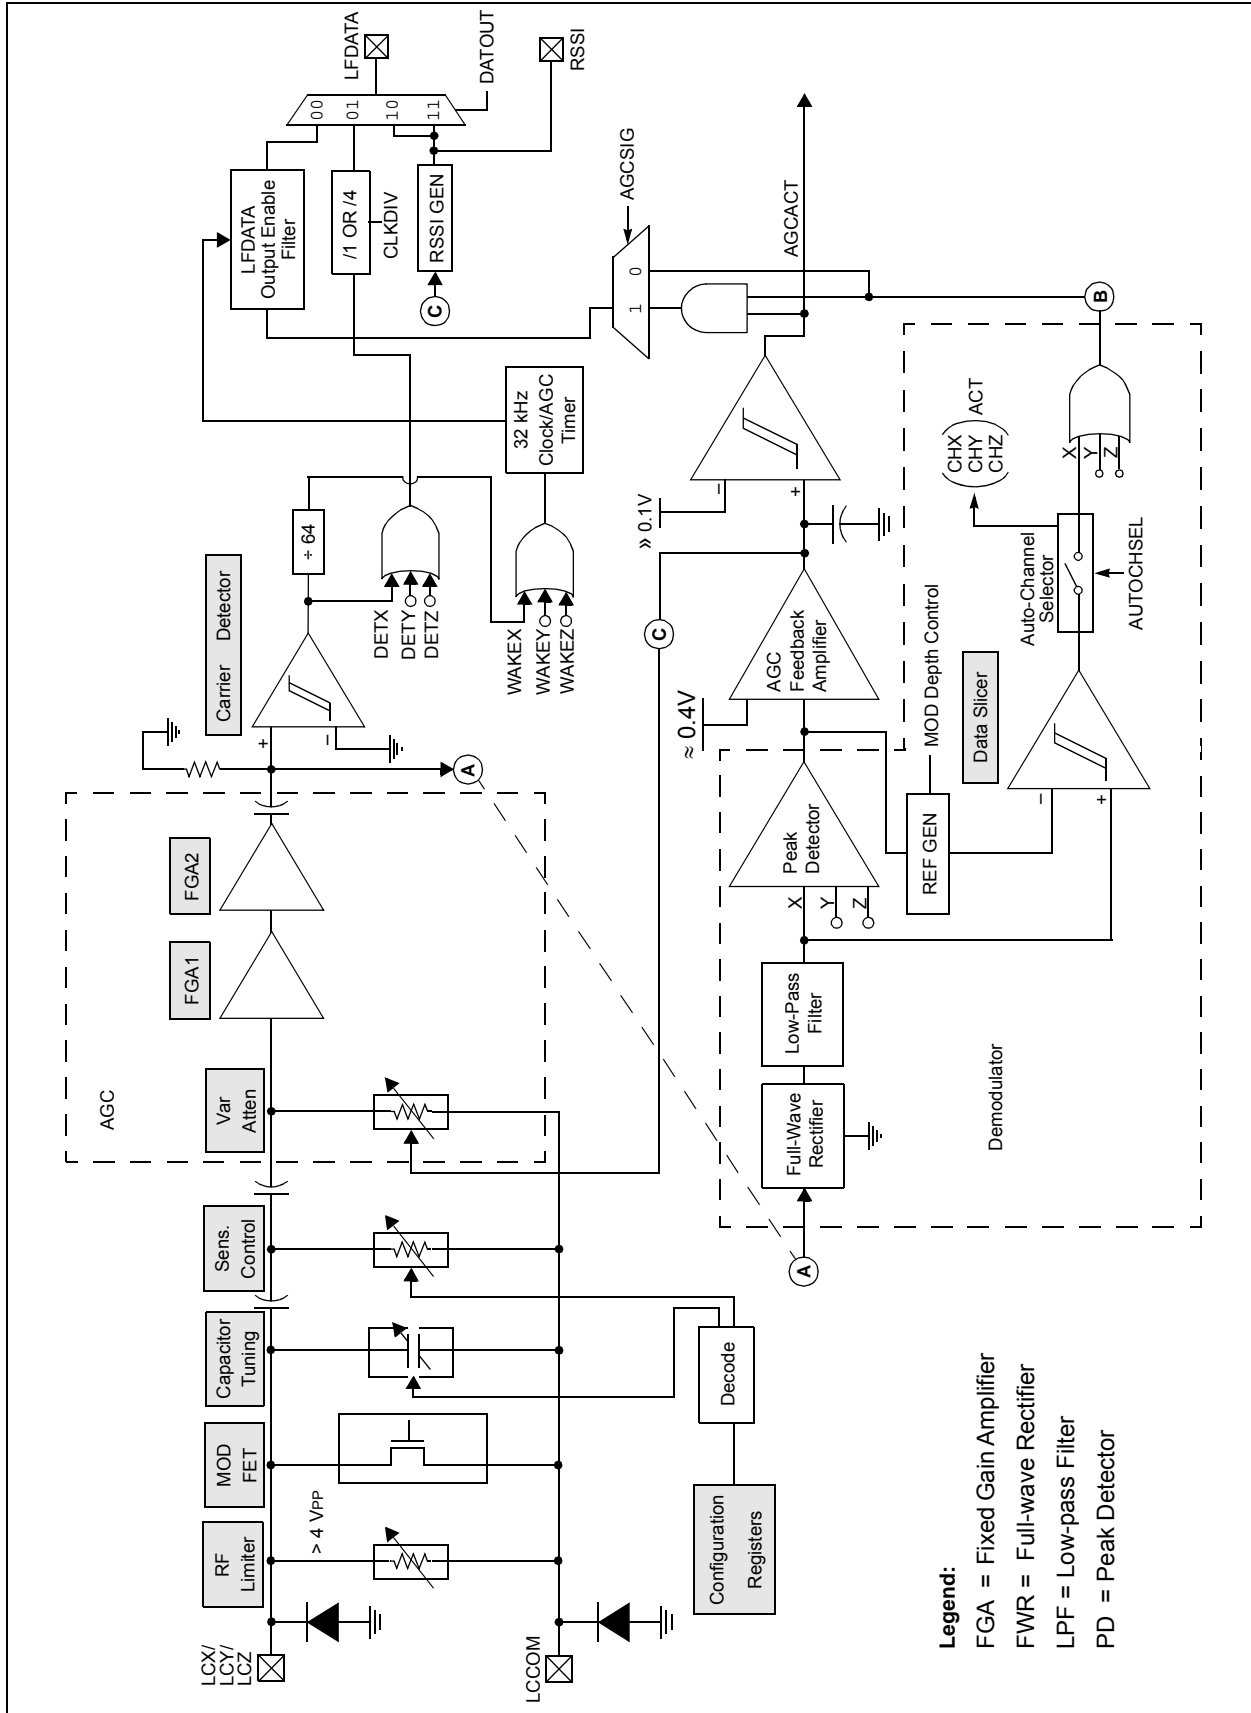 LCX/
LCY/
LCZ
LCCOM
RF
Limiter
> 4 VPP
MOD
FET
Capacitor
Tuning
Sens.
Control
Var
Atten
AGC
FGA1
FGA2
A
Carrier Detector
+
–
÷ 64
DETX
DETY
DETZ
WAKEX
WAKEY
WAKEZ
32 kHz
Clock/AGC
Timer
LFDATA
Output Enable
Filter
/1 OR /4
CLKDIV
C
RSSI GEN
00
01
10
11
LFDATA
DATOUT
RSSI
Configuration
Registers
Decode
A
Full-Wave
Rectifier
Low-Pass
Filter
X
Y
Z
Peak
Detector
≈ 0.4V
AGC
Feedback
Amplifier
C
» 0.1V
–
+
1
0
AGCSIG
AGCACT
REF GEN
MOD Depth Control
Data Slicer
–
+
Auto-Channel
Selector
AUTOCHSEL
CHX
CHY
CHZ
ACT
X
Y
Z
B
Demodulator
Legend:
FGA = Fixed Gain Amplifier
FWR = Full-wave Rectifier
LPF = Low-pass Filter
PD = Peak Detector